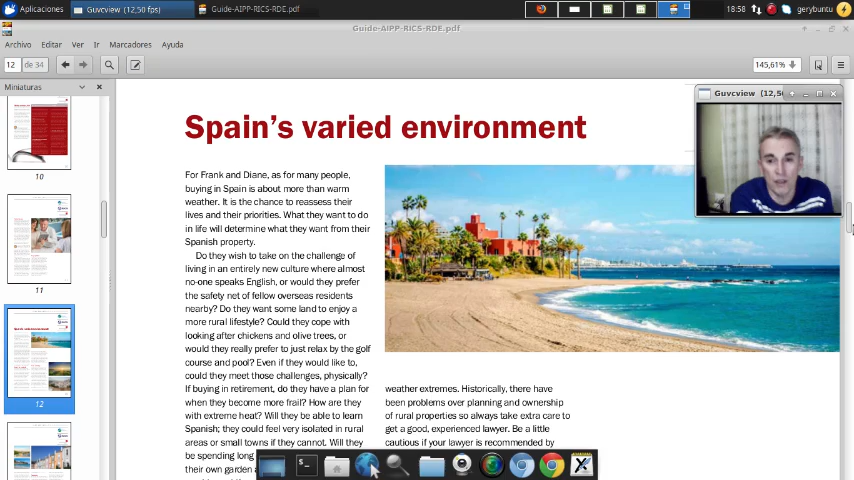 Aplicaciones
Guvcview (12,50 fps)
Guide-AIPP-RICS-RDE.pdf
18:58
gerybuntu
Guide-AIPP-RICS-RDE.pdf
Archivo Editar Ver Ir Marcadores Ayuda
12 de 34
145,61%
Miniaturas
Guvcview (12,50
10
11
12
Spain's varied environment
For Frank and Diane, as for many people,
buying in Spain is about more than warm
weather. It is the chance to reassess their
lives and their priorities. What they want to do
in life will determine what they want from their
Spanish property.
Do they wish to take on the challenge of
living in an entirely new culture where almost
no-one speaks English, or would they prefer
the safety net of fellow overseas residents
nearby? Do they want some land to enjoy a
more rural lifestyle? Could they cope with
looking after chickens and olive trees, or
would they really prefer to just relax by the golf
course and pool? Even if they would like to,
could they meet those challenges, physically?
If buying in retirement, do they have a plan for
when they become more frail? How are they
with extreme heat? Will they be able to learn
Spanish; they could feel very isolated in rural
areas or small towns if they cannot. Will they
be spending long
their own garden
weather extremes. Historically, there have
been problems over planning and ownership
of rural properties so always take extra care to
get a good, experienced lawyer. Be a little
cautious if your lawyer is recommended by